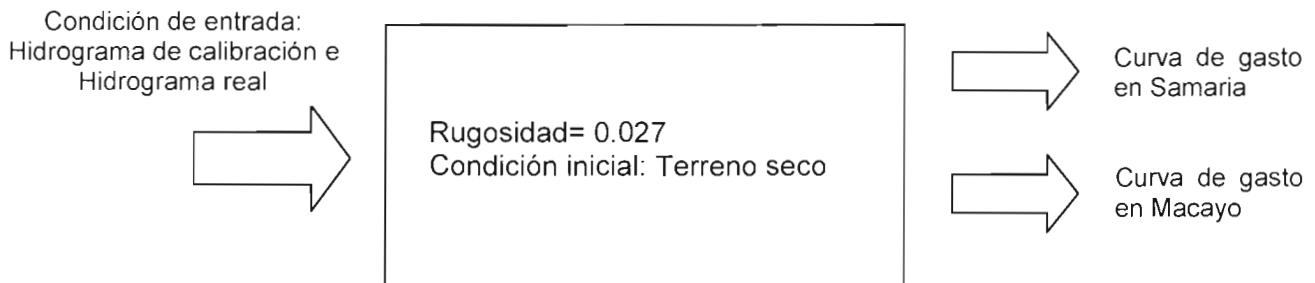 Condición de entrada:
Hidrograma de calibración e
Hidrograma real
Rugosidad= 0.027
Condición inicial: Terreno seco
Curva de gasto
en Samaria
Curva de gasto
en Macayo